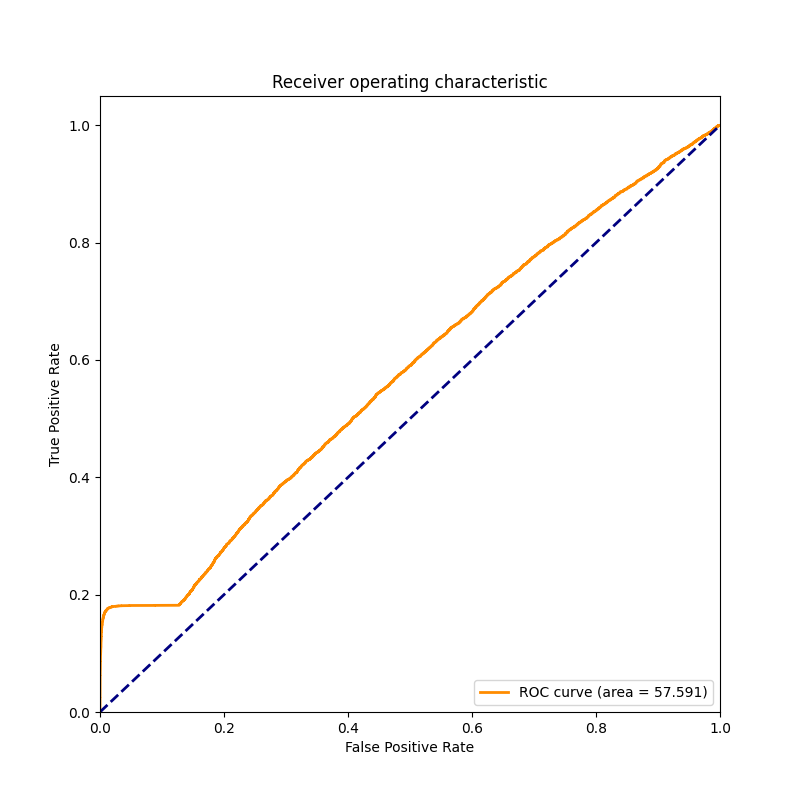 Receiver operating characteristic
1.0
0.8
0.6
0.4
0.2
0.0
True Positive Rate
ROC curve (area = 57.591)
0.0 0.2 0.4 0.6 0.8 1.0
False Positive Rate